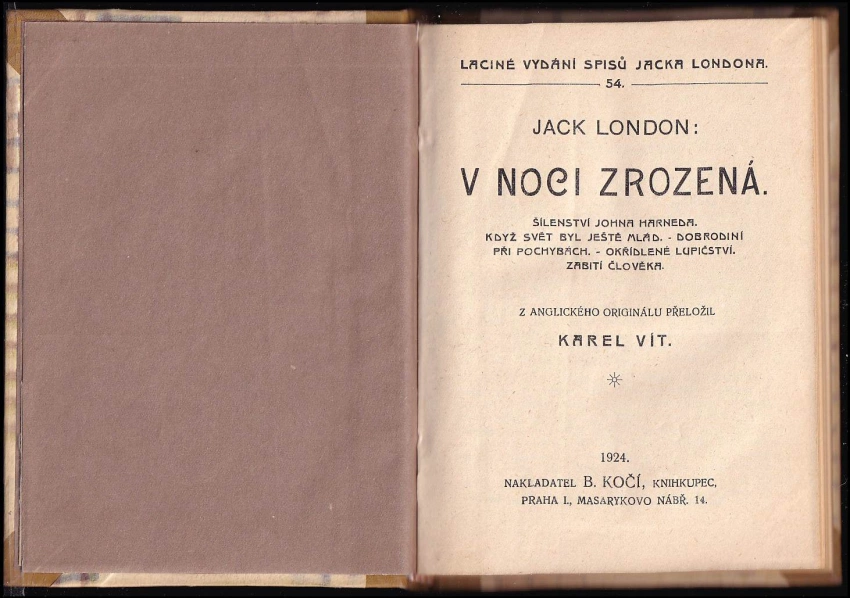 LACINÉ VYDÁNÍ SPISŮ JACKA LONDONA.
54.
JACK LONDON:
V NOCI ZROZENÁ.
ŠÍLENSTVÍ JOHNA HARNEDA.
KDYŽ SVĚT BYL JEŠTĚ MLÁD. - DOBRODINÍ
PŘI POCHYBÁCH. - OKŘÍDLENÉ LUPIČSTVÍ.
ZABITÍ ČLOVĚKA.
Z ANGLICKÉHO ORIGINÁLU PŘELOŽIL
KAREL VÍT.
1924.
NAKLADATEL B. KOČÍ, KNIHKUPEC,
PRAHA I., MASARYKOVO NÁBŘ. 14.